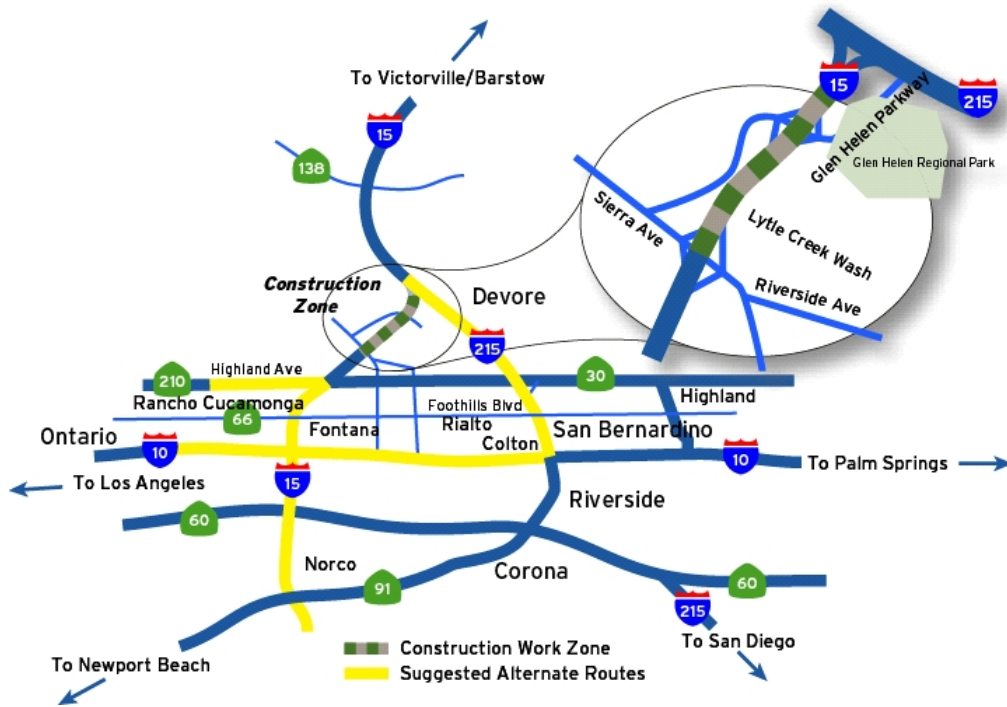 To Victorville/Barstow
15
138
Construction
Zone
Devore
215
15
215
Glen Helen Parkway
Glen Helen Regional Park
Sierra Ave
Lytle Creek Wash
Riverside Ave
210
Highland Ave
30
Highland
Rancho Cucamonga
66
Foothills Blvd
Fontana
Rialto
Colton
San Bernardino
Ontario
10
10
To Palm Springs
To Los Angeles
15
Riverside
60
Norco
Corona
91
60
215
To San Diego
To Newport Beach
Construction Work Zone
Suggested Alternate Routes